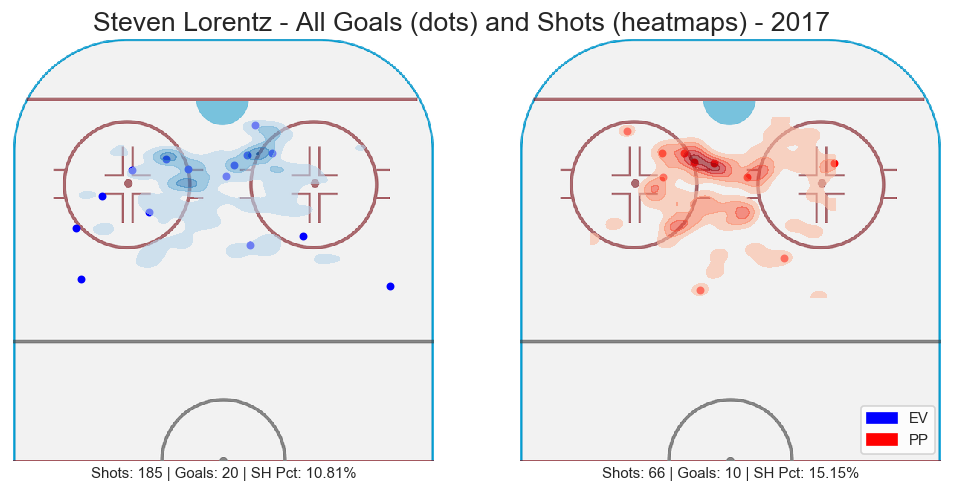 Steven Lorentz - All Goals (dots) and Shots (heatmaps) - 2017
EV
PP
Shots: 185 | Goals: 20 | SH Pct: 10.81%
Shots: 66 | Goals: 10 | SH Pct: 15.15%